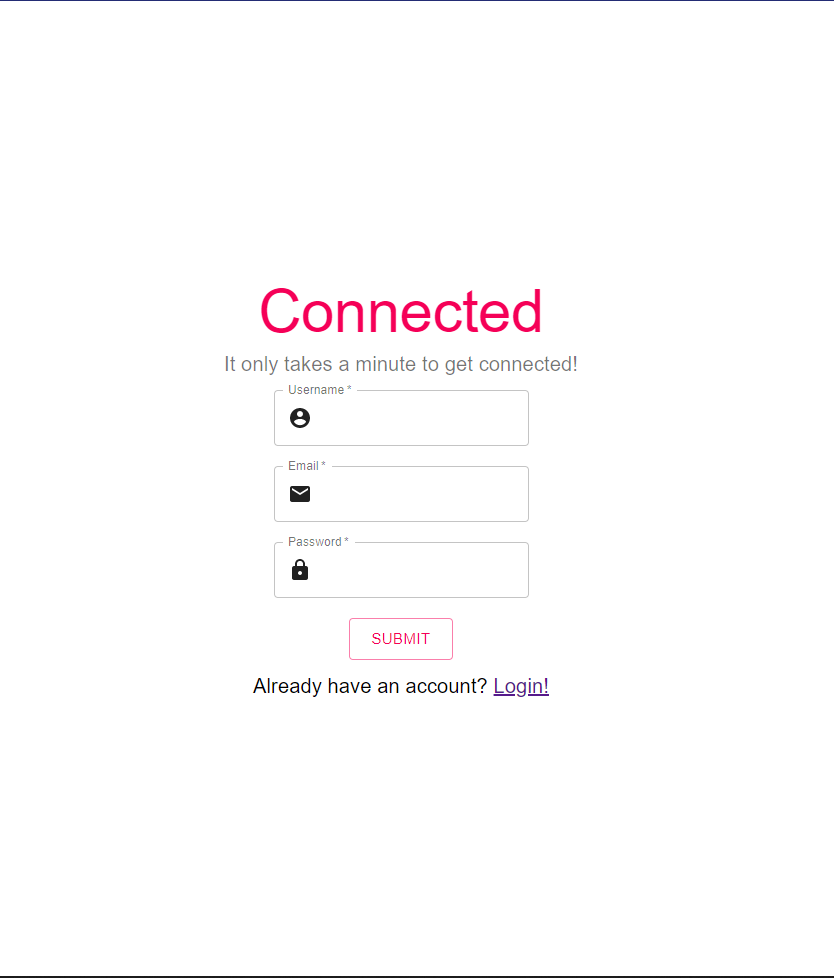 Connected
It only takes a minute to get connected!
Username *
Email *
Password *
SUBMIT
Already have an account? Login!